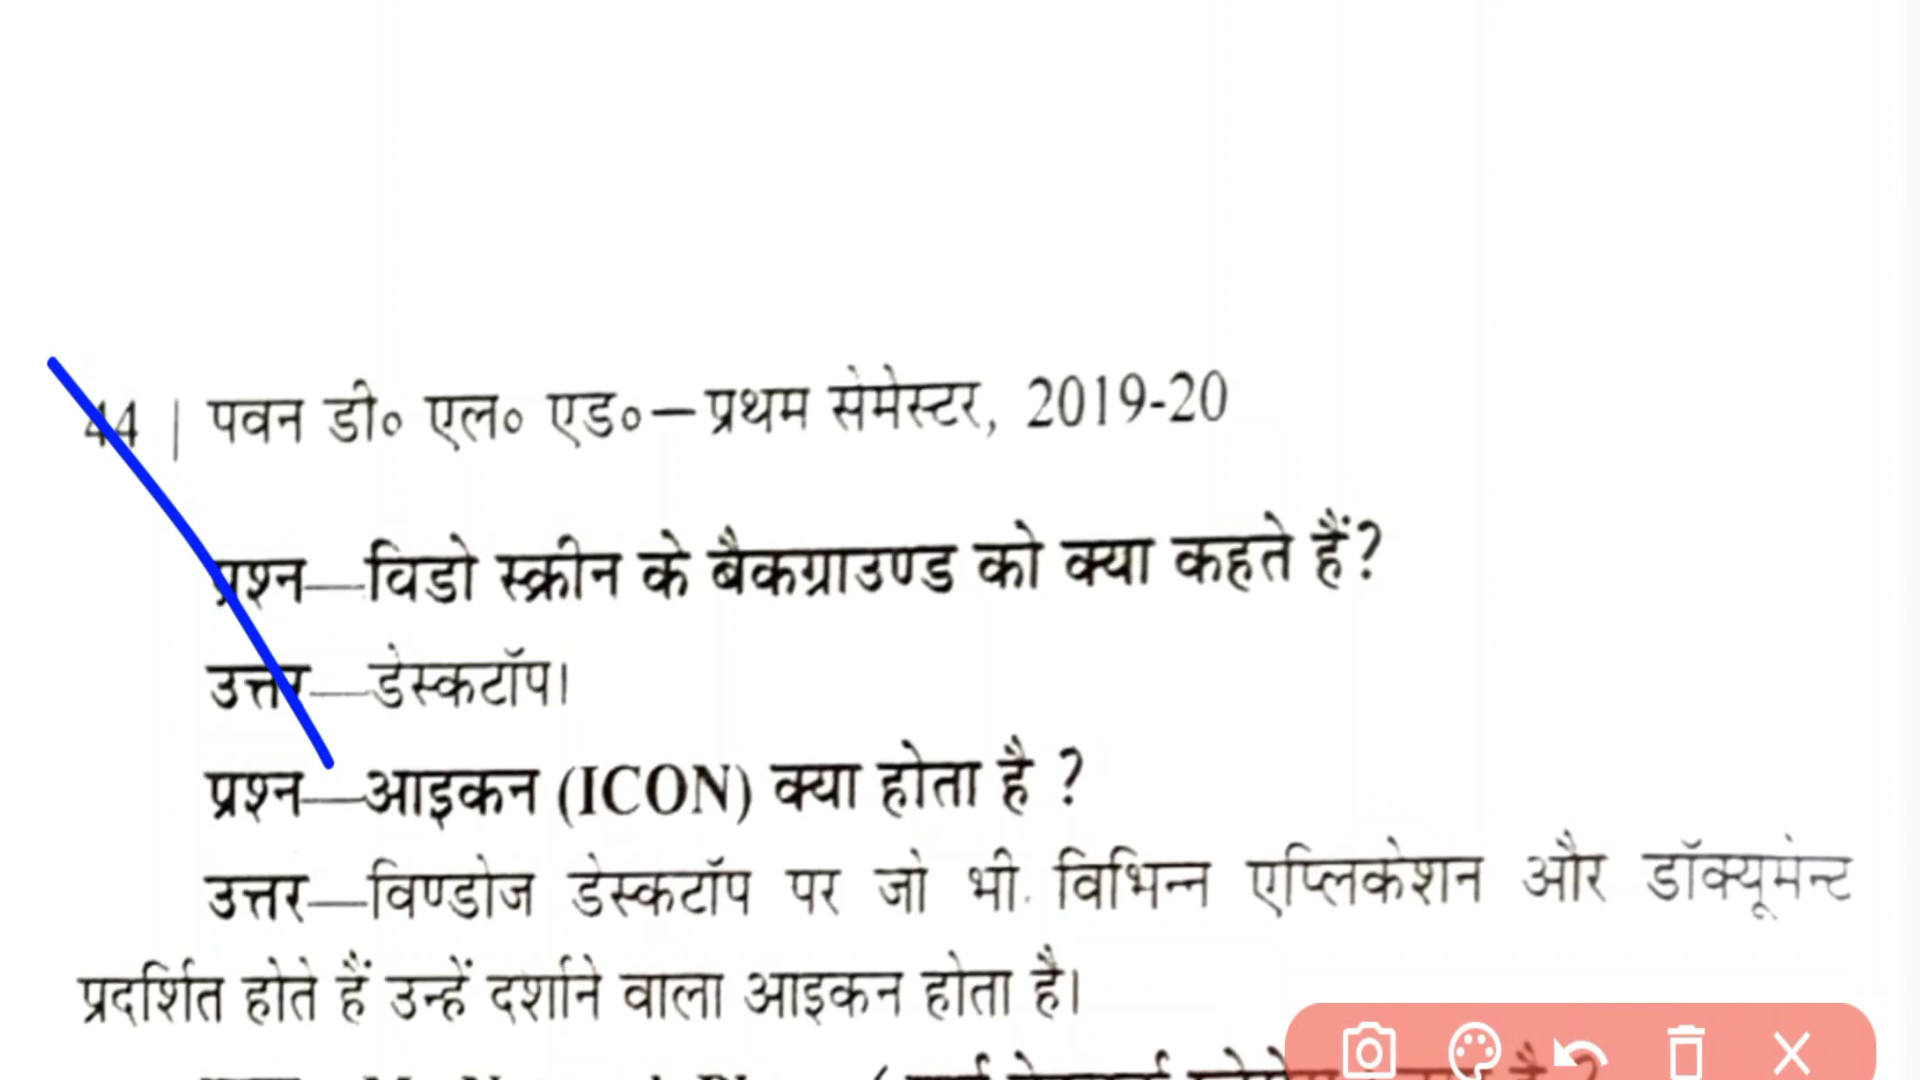 44 | पवन डी० एल० एड०—प्रथम सेमेस्टर, 2019-20
प्रश्न—विडो स्क्रीन के बैकग्राउण्ड को क्या कहते हैं?
उत्तर—डेस्कटॉप।
प्रश्न—आइकन (ICON) क्या होता है ?
उत्तर—विण्डोज डेस्कटॉप पर जो भी विभिन्न एप्लिकेशन और डॉक्यूमेन्ट
प्रदर्शित होते हैं उन्हें दर्शाने वाला आइकन होता है।